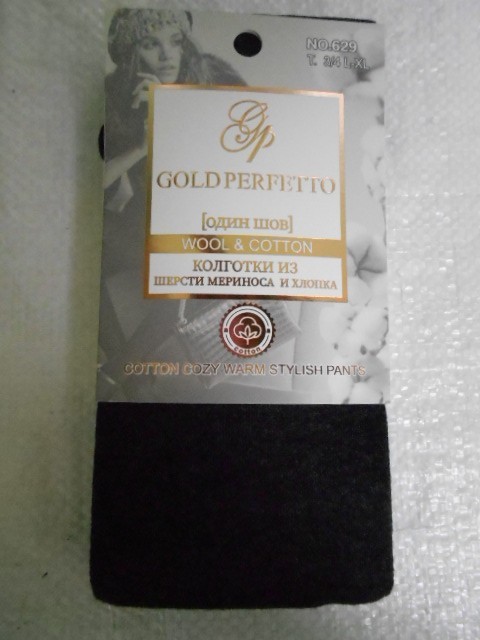 NO.629
T. 3/4 L-XL
GP
GOLD PERFETTO
[один шов]
WOOL & COTTON
КОЛГОТКИ ИЗ
ШЕРСТИ МЕРИНОСА И ХЛОПКА
Cotton
COTTON COZY WARM STYLISH PANTS